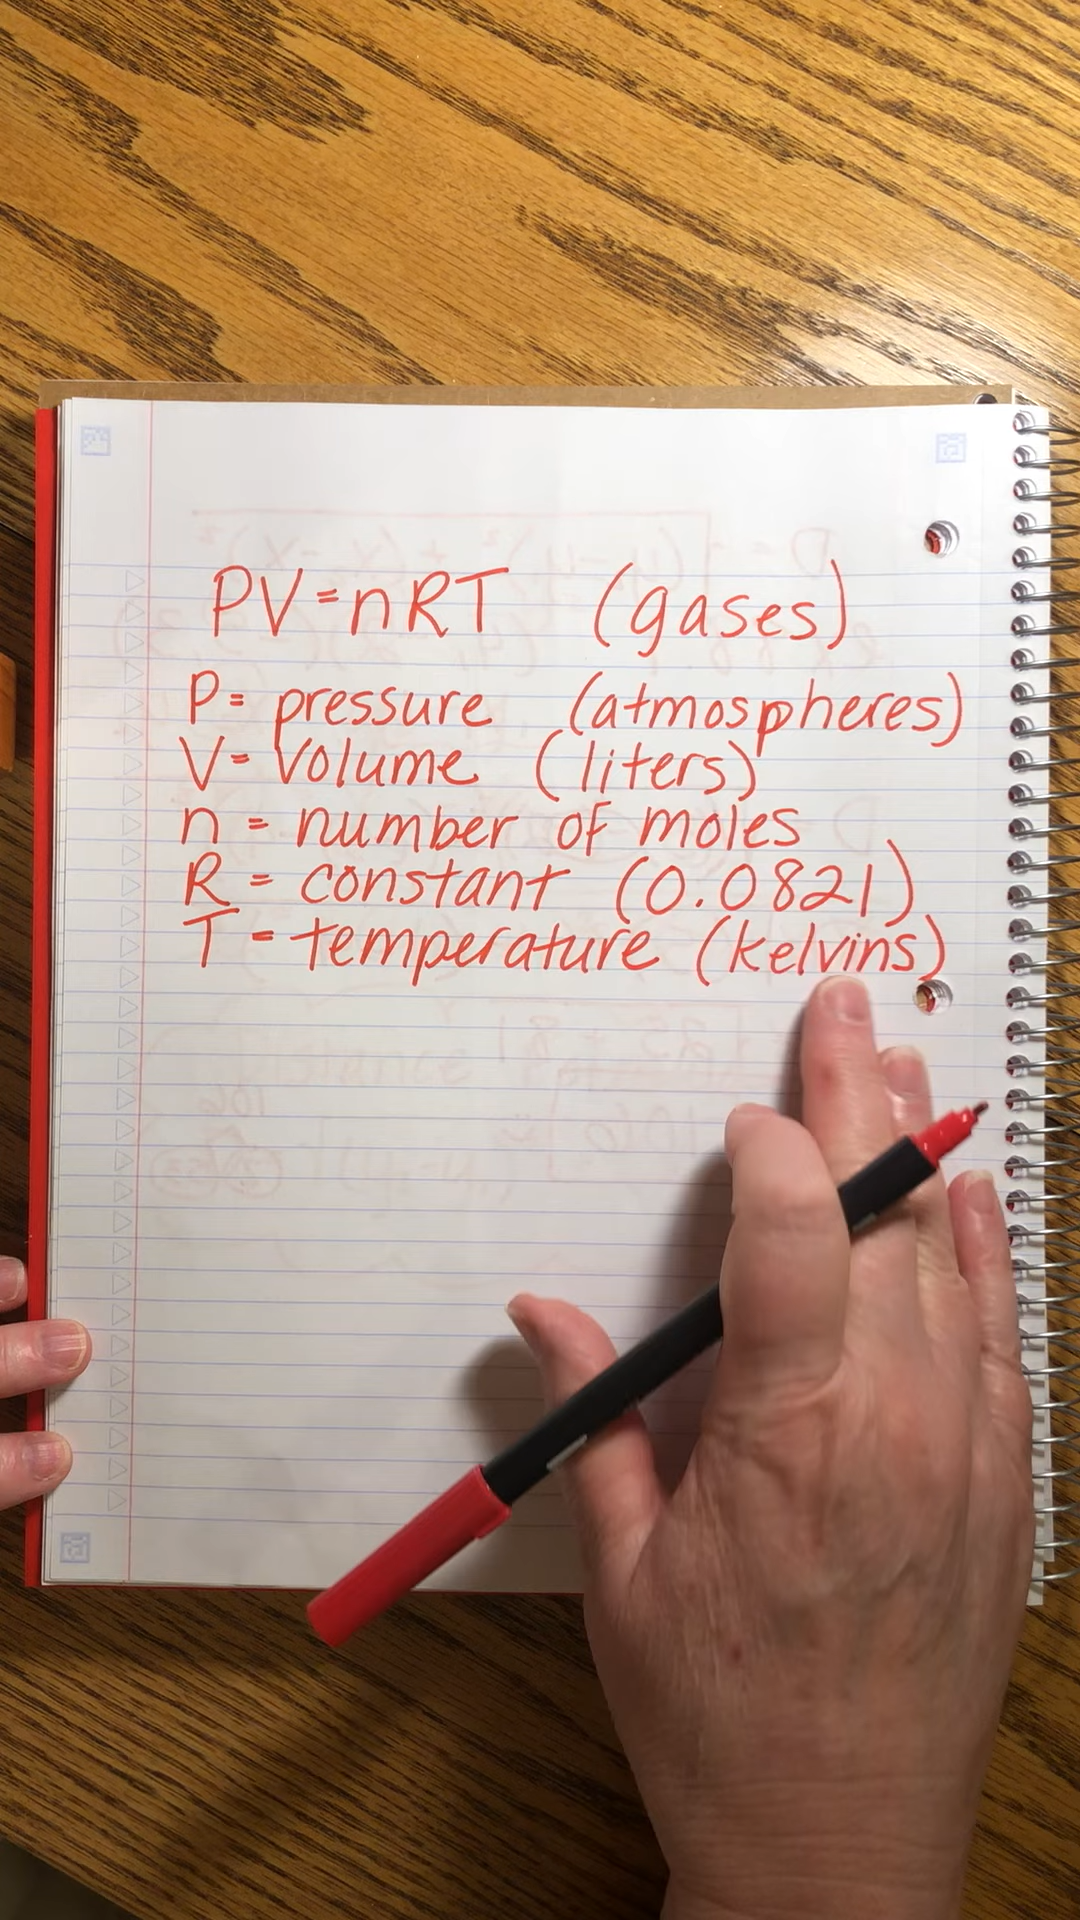 PV=nRT (gases)
P= pressure (atmospheres)
V= Volume (liters)
n = number of moles
R = constant (0.0821)
T = temperature (kelvins)